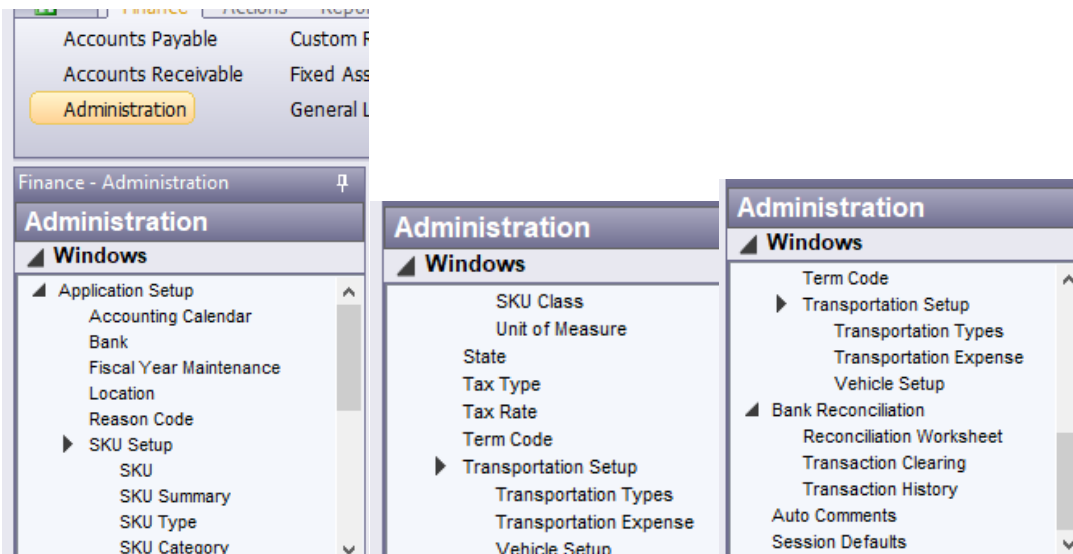 Finance Actions
Accounts Payable Custom
Accounts Receivable Fixed
Administration General
Finance - Administration
Administration
Windows
Application Setup
Accounting Calendar
Bank
Fiscal Year Maintenance
Location
Reason Code
SKU Setup
SKU
SKU Summary
SKU Type
SKU Category
Administration
Windows
SKU Class
Unit of Measure
State
Tax Type
Tax Rate
Term Code
Transportation Setup
Transportation Types
Transportation Expense
Vehicle Setup
Administration
Windows
Term Code
Transportation Setup
Transportation Types
Transportation Expense
Vehicle Setup
Bank Reconciliation
Reconciliation Worksheet
Transaction Clearing
Transaction History
Auto Comments
Session Defaults